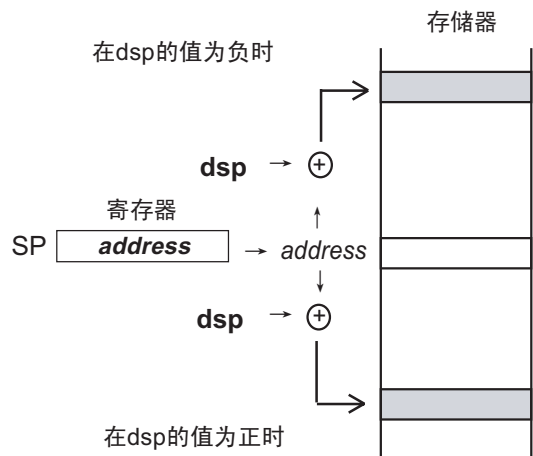 存储器
在dsp的值为负时
dsp → +
寄存器
SP address → address
dsp → +
在dsp的值为正时